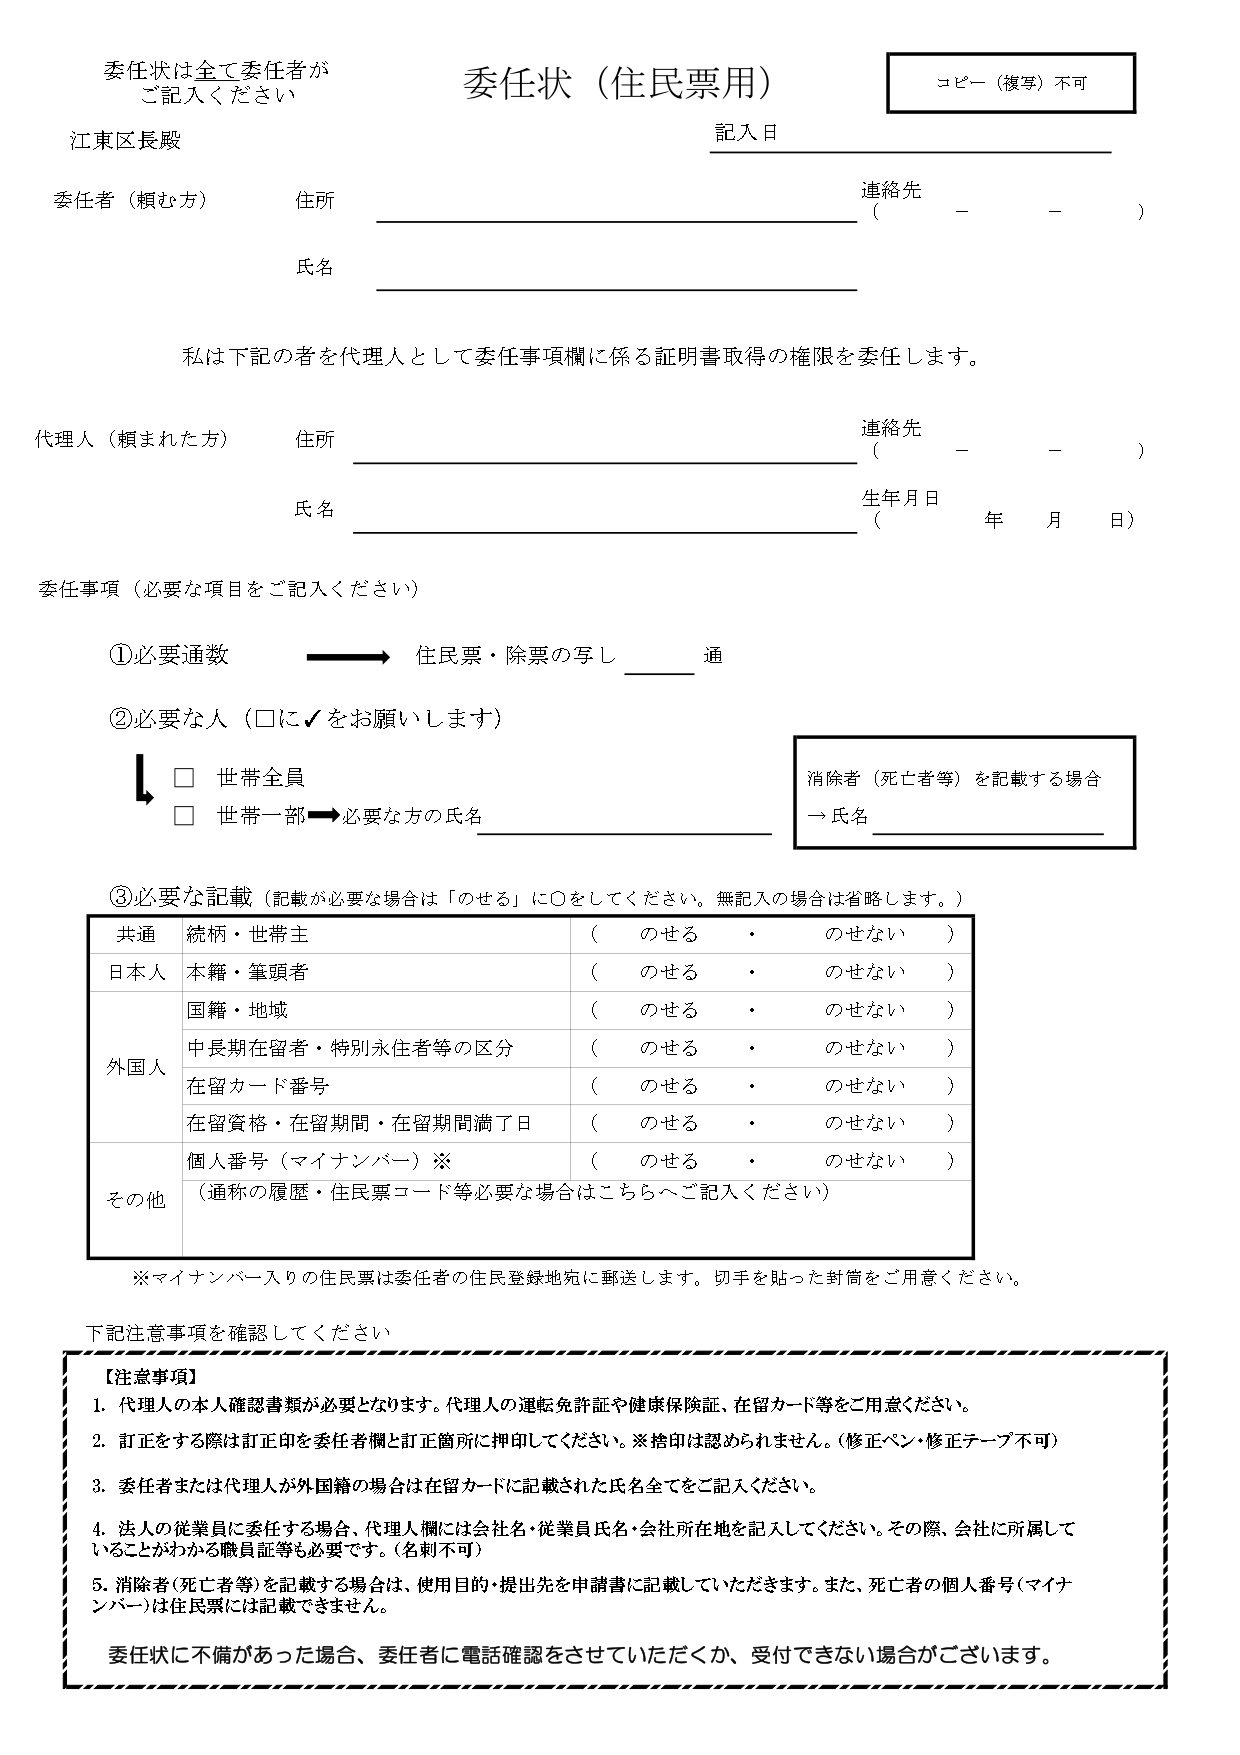 委任状は全て委任者が
ご記入ください
委任状（住民票用）
コピー（複写）不可
江東区長殿
記入日
委任者（頼む方）
住所
連絡先
（　　－　　－　　）
氏名
私は下記の者を代理人として委任事項欄に係る証明書取得の権限を委任します。
代理人（頼まれた方）
住所
連絡先
（　　－　　－　　）
氏名
生年月日
（　　年　　月　　日）
委任事項（必要な項目をご記入ください）
①必要通数　住民票・除票の写し　　通
②必要な人（□に✓をお願いします）
□　世帯全員
□　世帯一部➡必要な方の氏名
消除者（死亡者等）を記載する場合
→氏名
③必要な記載（記載が必要な場合は「のせる」に○をしてください。無記入の場合は省略します。）
共通　続柄・世帯主　（　のせる　・　のせない　）
日本人　本籍・筆頭者　（　のせる　・　のせない　）
外国人
国籍・地域　（　のせる　・　のせない　）
中長期在留者・特別永住者等の区分　（　のせる　・　のせない　）
在留カード番号　（　のせる　・　のせない　）
在留資格・在留期間・在留期間満了日　（　のせる　・　のせない　）
その他
個人番号（マイナンバー）※　（　のせる　・　のせない　）
（通称の履歴・住民票コード等必要な場合はこちらへご記入ください）
※マイナンバー入りの住民票は委任者の住民登録地宛に郵送します。切手を貼った封筒をご用意ください。
下記注意事項を確認してください
【注意事項】
1. 代理人の本人確認書類が必要となります。代理人の運転免許証や健康保険証、在留カード等をご用意ください。
2. 訂正をする際は訂正印を委任者欄と訂正箇所に押印してください。※捨印は認められません。（修正ペン・修正テープ不可）
3. 委任者または代理人が外国籍の場合は在留カードに記載された氏名全てをご記入ください。
4. 法人の従業員に委任する場合、代理人欄には会社名・従業員氏名・会社所在地を記入してください。その際、会社に所属して
いることがわかる職員証等も必要です。（名刺不可）
5. 消除者（死亡者等）を記載する場合は、使用目的・提出先を申請書に記載していただきます。また、死亡者の個人番号（マイナ
ンバー）は住民票には記載できません。
委任状に不備があった場合、委任者に電話確認をさせていただくか、受付できない場合がございます。